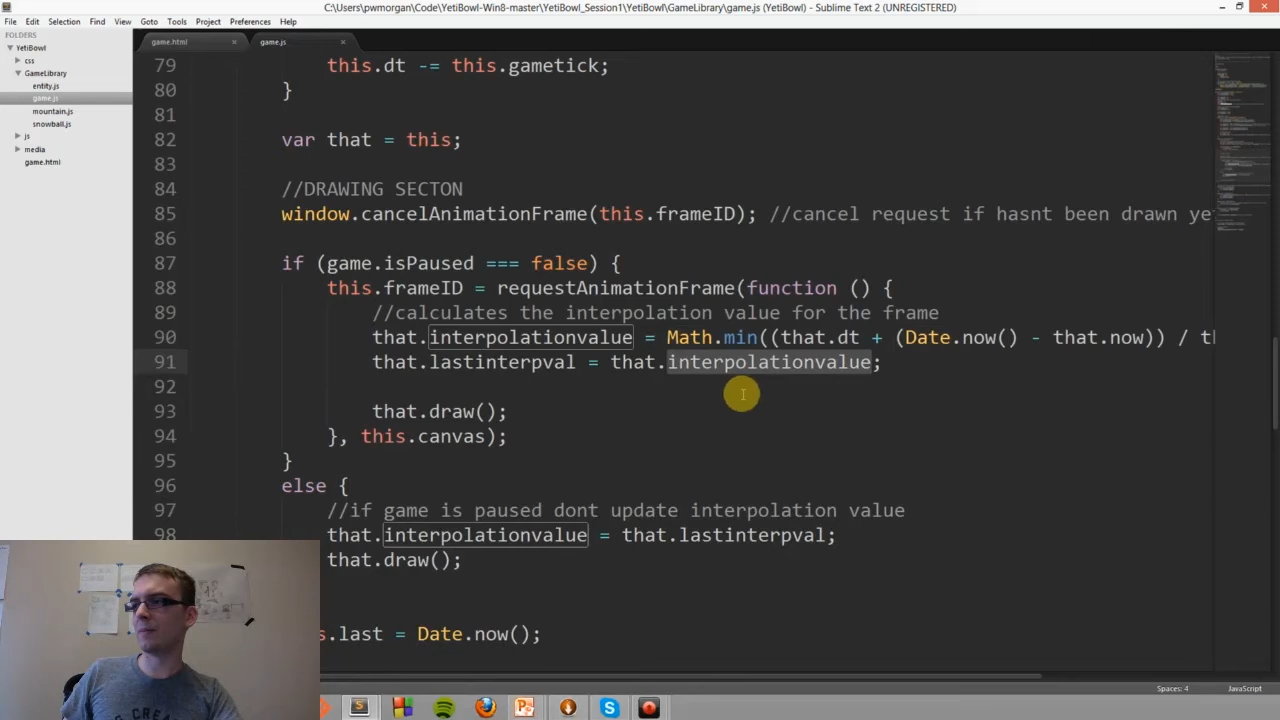 C:\Users\pwmorgan\Code\YetiBowl-Win8-master\YetiBowl_Session1\YetiBowl\GameLibrary\game.js (YetiBowl) - Sublime Text 2 (UNREGISTERED)
File Edit Selection Find View Goto Tools Project Preferences Help
FOLDERS
YetiBowl
css
GameLibrary
entity.js
game.js
mountain.js
snowball.js
js
media
game.html
game.html × game.js ×
79 this.dt -= this.gametick;
80 }
81
82 var that = this;
83
84 //DRAWING SECTON
85 window.cancelAnimationFrame(this.frameID); //cancel request if hasnt been drawn ye
86
87 if (game.isPaused === false) {
88 this.frameID = requestAnimationFrame(function () {
89 //calculates the interpolation value for the frame
90 that.interpolationvalue = Math.min((that.dt + (Date.now() - that.now)) / th
91 that.lastinterpval = that.interpolationvalue;
92
93 that.draw();
94 }, this.canvas);
95 }
96 else {
97 //if game is paused dont update interpolation value
98 that.interpolationvalue = that.lastinterpval;
that.draw();
s.last = Date.now();
Spaces: 4 JavaScript